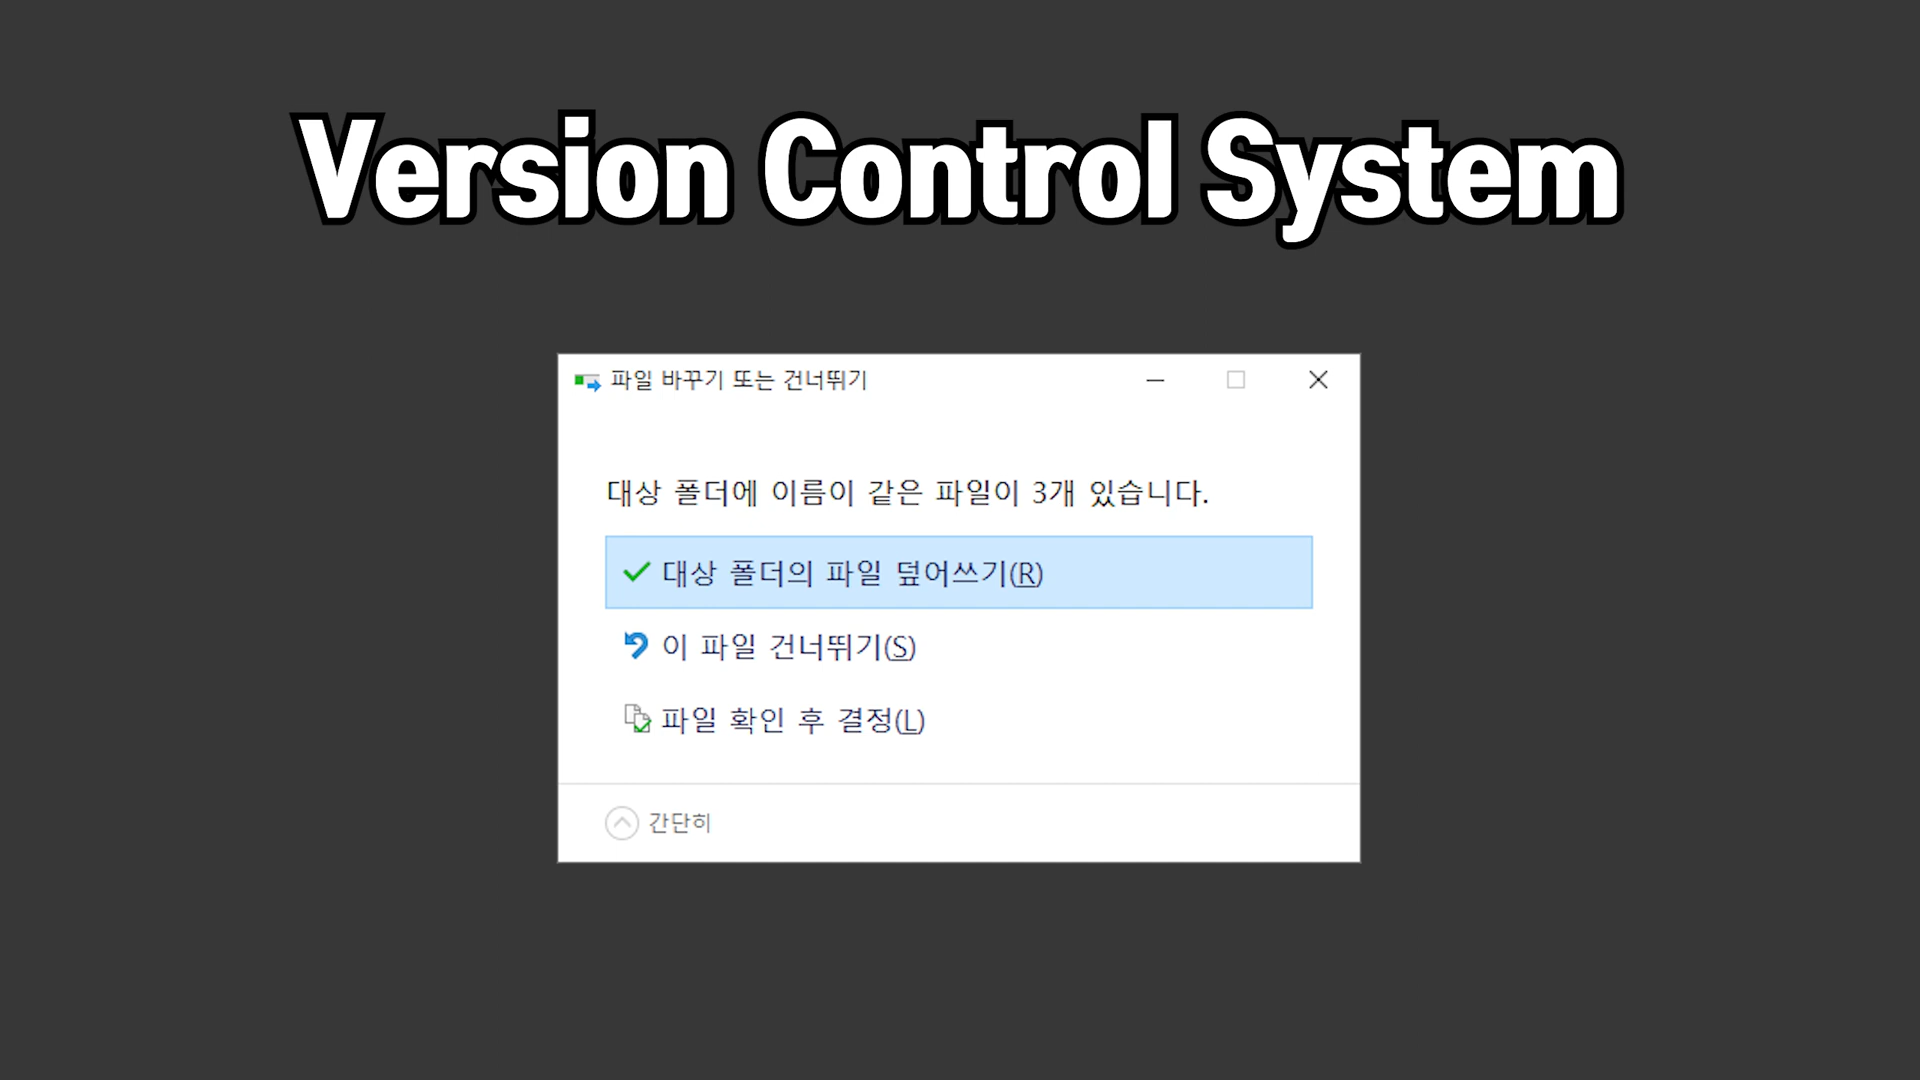 Version Control System
파일 바꾸기 또는 건너뛰기
대상 폴더에 이름이 같은 파일이 3개 있습니다.
대상 폴더의 파일 덮어쓰기(R)
이 파일 건너뛰기(S)
파일 확인 후 결정(L)
간단히